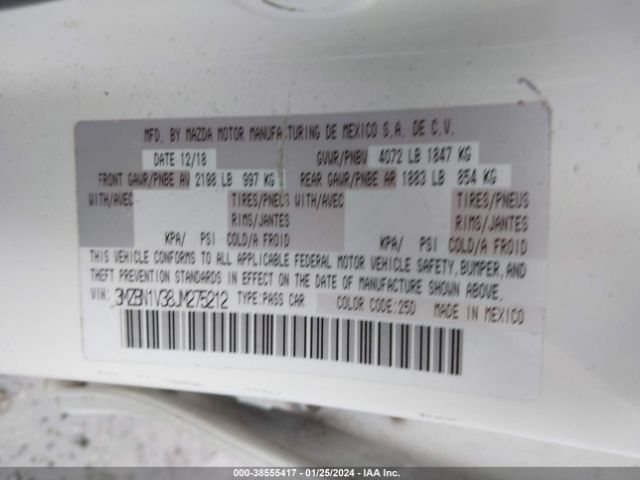 MFD. BY MAZDA MOTOR MANUFA TURING DE MEXICO S.A. DE C.V.
DATE 12/18 GVWR/PNBV 4072 LB 1847 KG
FRONT GAWR/PNBE AV 2198 LB 997 KG REAR GAWR/PNBE AR 1883 LB 854 KG
WITH/AVEC TIRES/PNEUS WITH/AVEC TIRES/PNEUS
RIMS/JANTES RIMS/JANTES
KPA/ PSI COLD/A FROID KPA/ PSI COLD/A FROID
THIS VEHICLE CONFORMS TO ALL APPLICABLE FEDERAL MOTOR VEHICLE SAFETY, BUMPER, AND
THEFT PREVENTION STANDARDS IN EFFECT ON THE DATE OF MANUFACTURE SHOWN ABOVE.
VIN: 3MZBN1V38JM275212 TYPE:PASS CAR COLOR CODE:25D MADE IN MEXICO
000-38555417 - 01/25/2024 - IAA Inc.